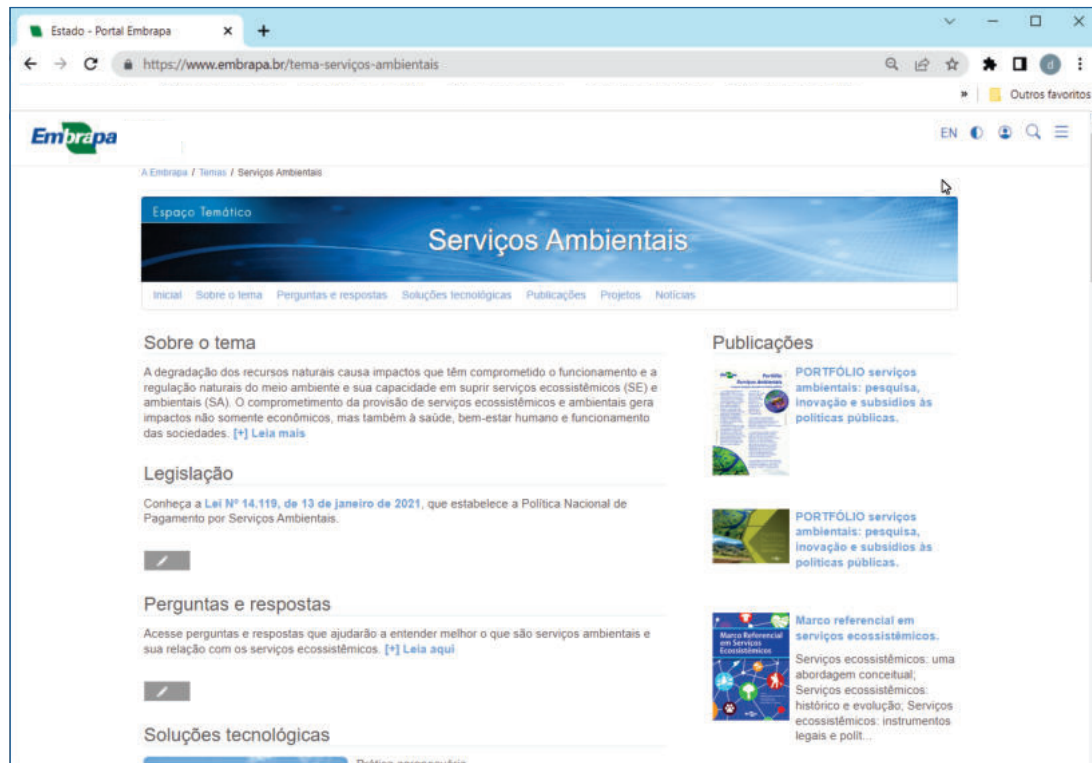 Estado - Portal Embrapa
https://www.embrapa.br/tema-serviços-ambientais
d
» Outros favoritos
Embrapa
EN
A Embrapa / Temas / Serviços Ambientais
Espaço Temático
Serviços Ambientais
Inicial Sobre o tema Perguntas e respostas Soluções tecnológicas Publicações Projetos Notícias
Sobre o tema
A degradação dos recursos naturais causa impactos que têm comprometido o funcionamento e a
regulação naturais do meio ambiente e sua capacidade em suprir serviços ecossistêmicos (SE) e
ambientais (SA). O comprometimento da provisão de serviços ecossistêmicos e ambientais gera
impactos não somente econômicos, mas também à saúde, bem-estar humano e funcionamento
das sociedades. [+] Leia mais
Legislação
Conheça a Lei Nº 14.119, de 13 de janeiro de 2021, que estabelece a Política Nacional de
Pagamento por Serviços Ambientais.
Perguntas e respostas
Acesse perguntas e respostas que ajudarão a entender melhor o que são serviços ambientais e
sua relação com os serviços ecossistêmicos. [+] Leia aqui
Soluções tecnológicas
Publicações
PORTFÓLIO serviços
ambientais: pesquisa,
inovação e subsídios às
políticas públicas.
PORTFÓLIO serviços
ambientais: pesquisa,
inovação e subsídios às
políticas públicas.
Marco Referencial
em Serviços
Ecossistêmicos
Marco referencial em
serviços ecossistêmicos.
Serviços ecossistêmicos: uma
abordagem conceitual;
Serviços ecossistêmicos:
histórico e evolução; Serviços
ecossistêmicos: instrumentos
legais e polít...